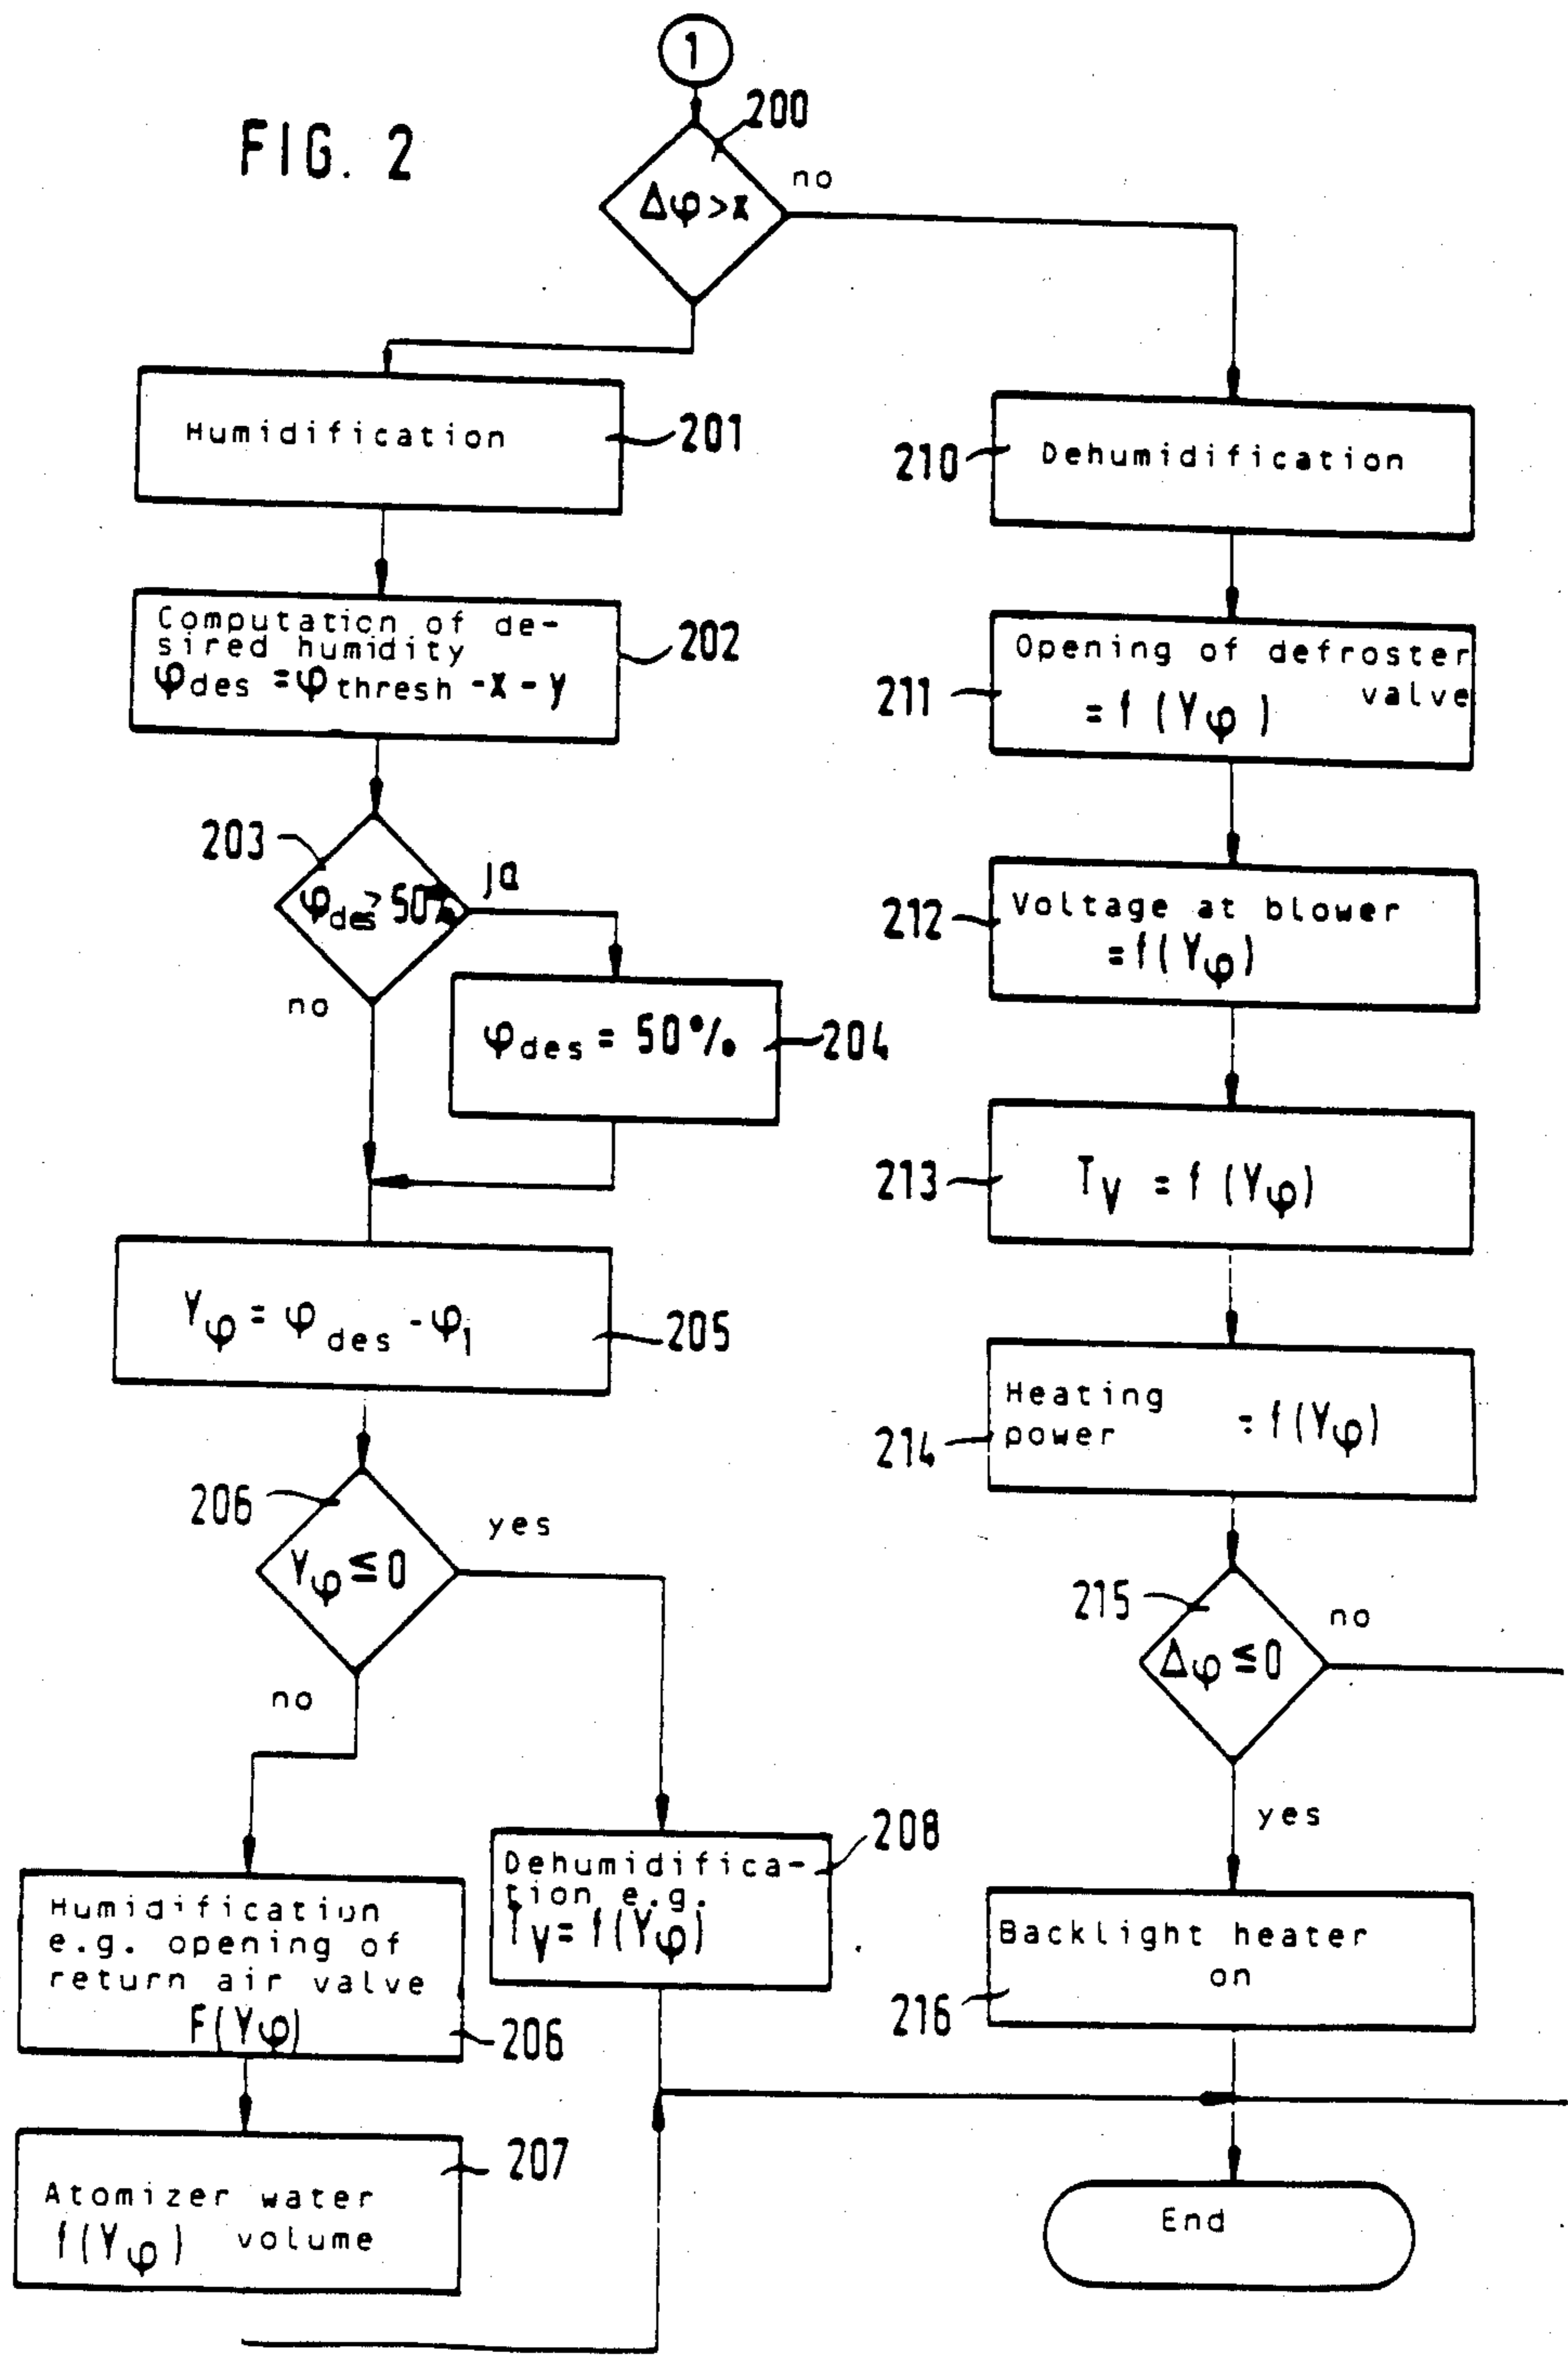 1
FIG. 2
200
Δφ>x
no
Humidification
201
Computation of de-
sired humidity
φdes =φthresh -x - y
202
203
φdes > 50%
ja
no
φdes = 50%
204
Yφ = φdes - φ1
205
206
Yφ ≤ 0
yes
no
Humidification
e.g. opening of
return air valve
F(Yφ)
206
Dehumidifica-
tion e.g.
Tv= f(Yφ)
208
Atomizer water
f(Yφ) volume
207
210
Dehumidification
Opening of defroster
valve
= f (Yφ)
211
212
Voltage at blower
=f(Yφ)
213
Tv = f (Yφ)
Heating
power =f(Yφ)
214
215
Δφ ≤ 0
no
yes
Backlight heater
on
216
End